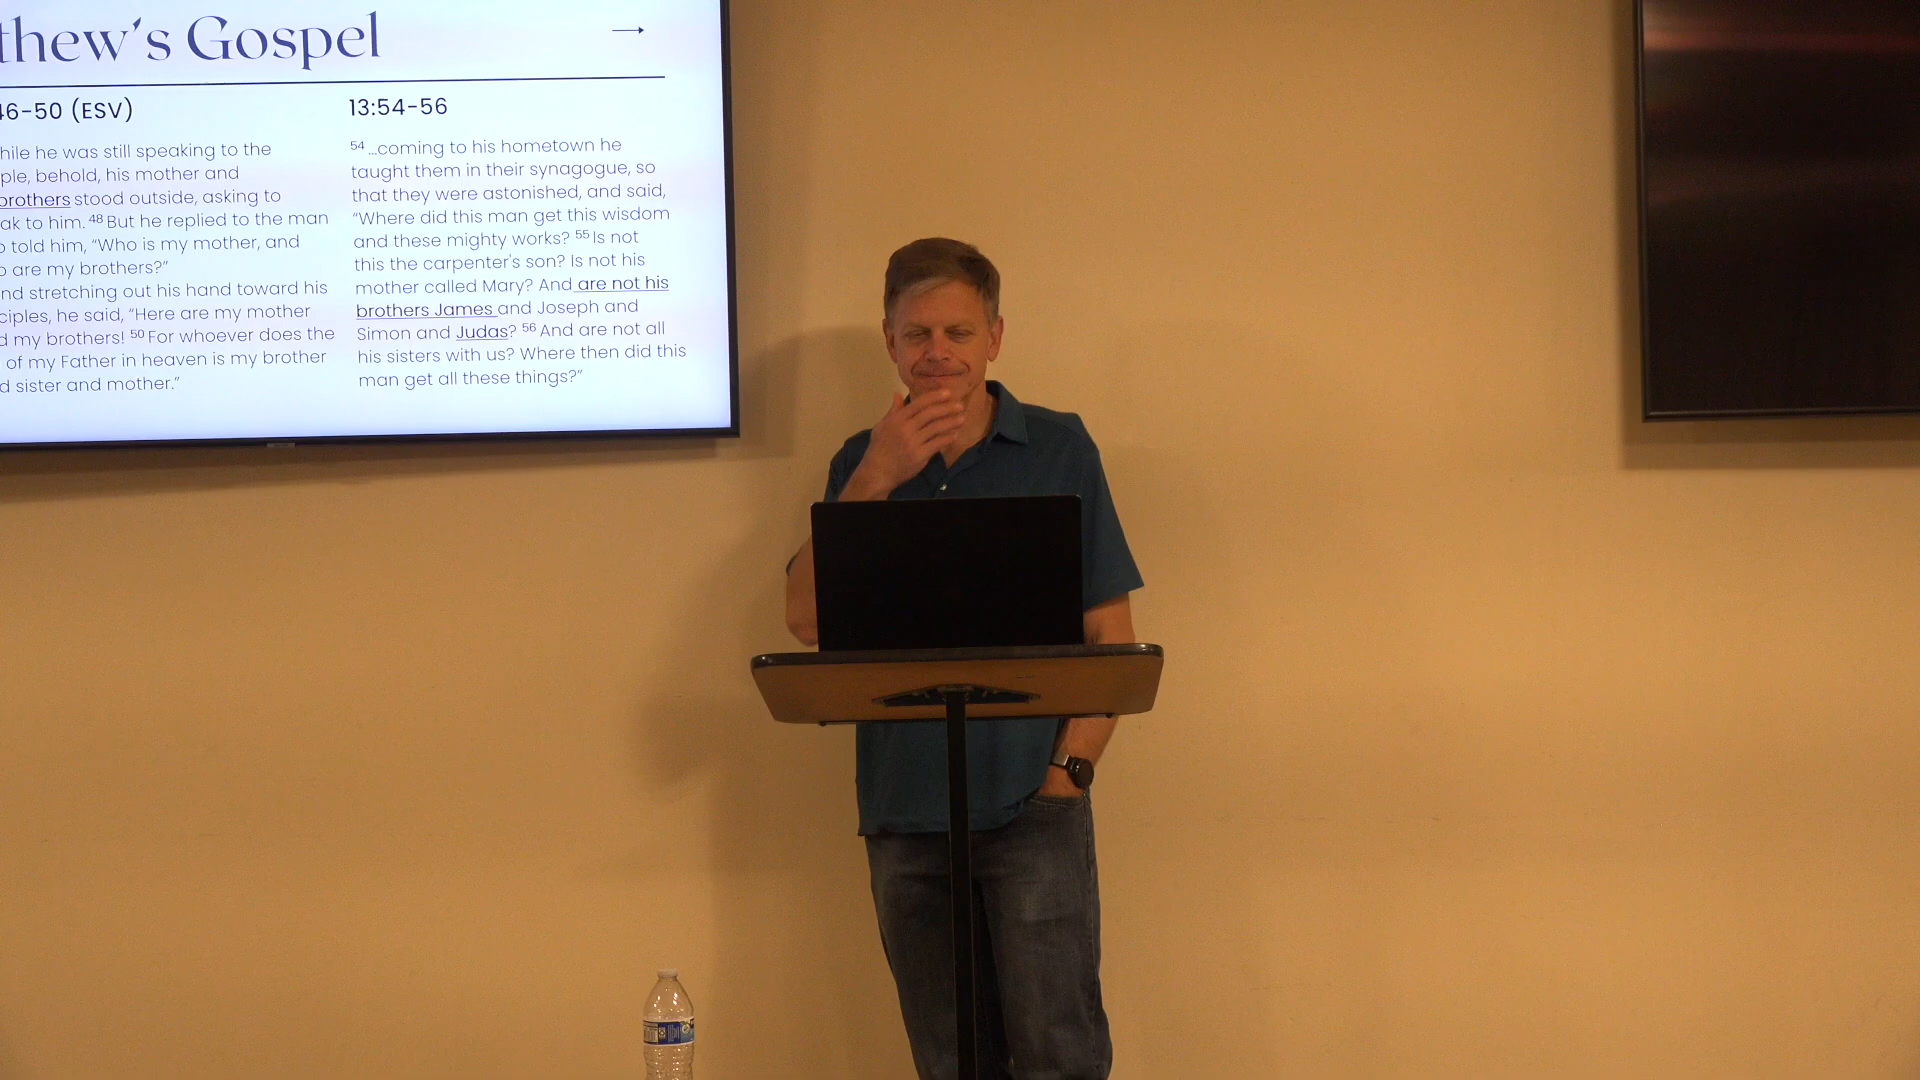 thew's Gospel
→
46-50 (ESV)
hile he was still speaking to the
ple, behold, his mother and
brothers stood outside, asking to
ak to him. 48 But he replied to the man
o told him, “Who is my mother, and
o are my brothers?”
nd stretching out his hand toward his
ciples, he said, “Here are my mother
d my brothers! 50 For whoever does the
of my Father in heaven is my brother
d sister and mother.”
13:54-56
54 ...coming to his hometown he
taught them in their synagogue, so
that they were astonished, and said,
“Where did this man get this wisdom
and these mighty works? 55 Is not
this the carpenter's son? Is not his
mother called Mary? And are not his
brothers James and Joseph and
Simon and Judas? 56 And are not all
his sisters with us? Where then did this
man get all these things?”